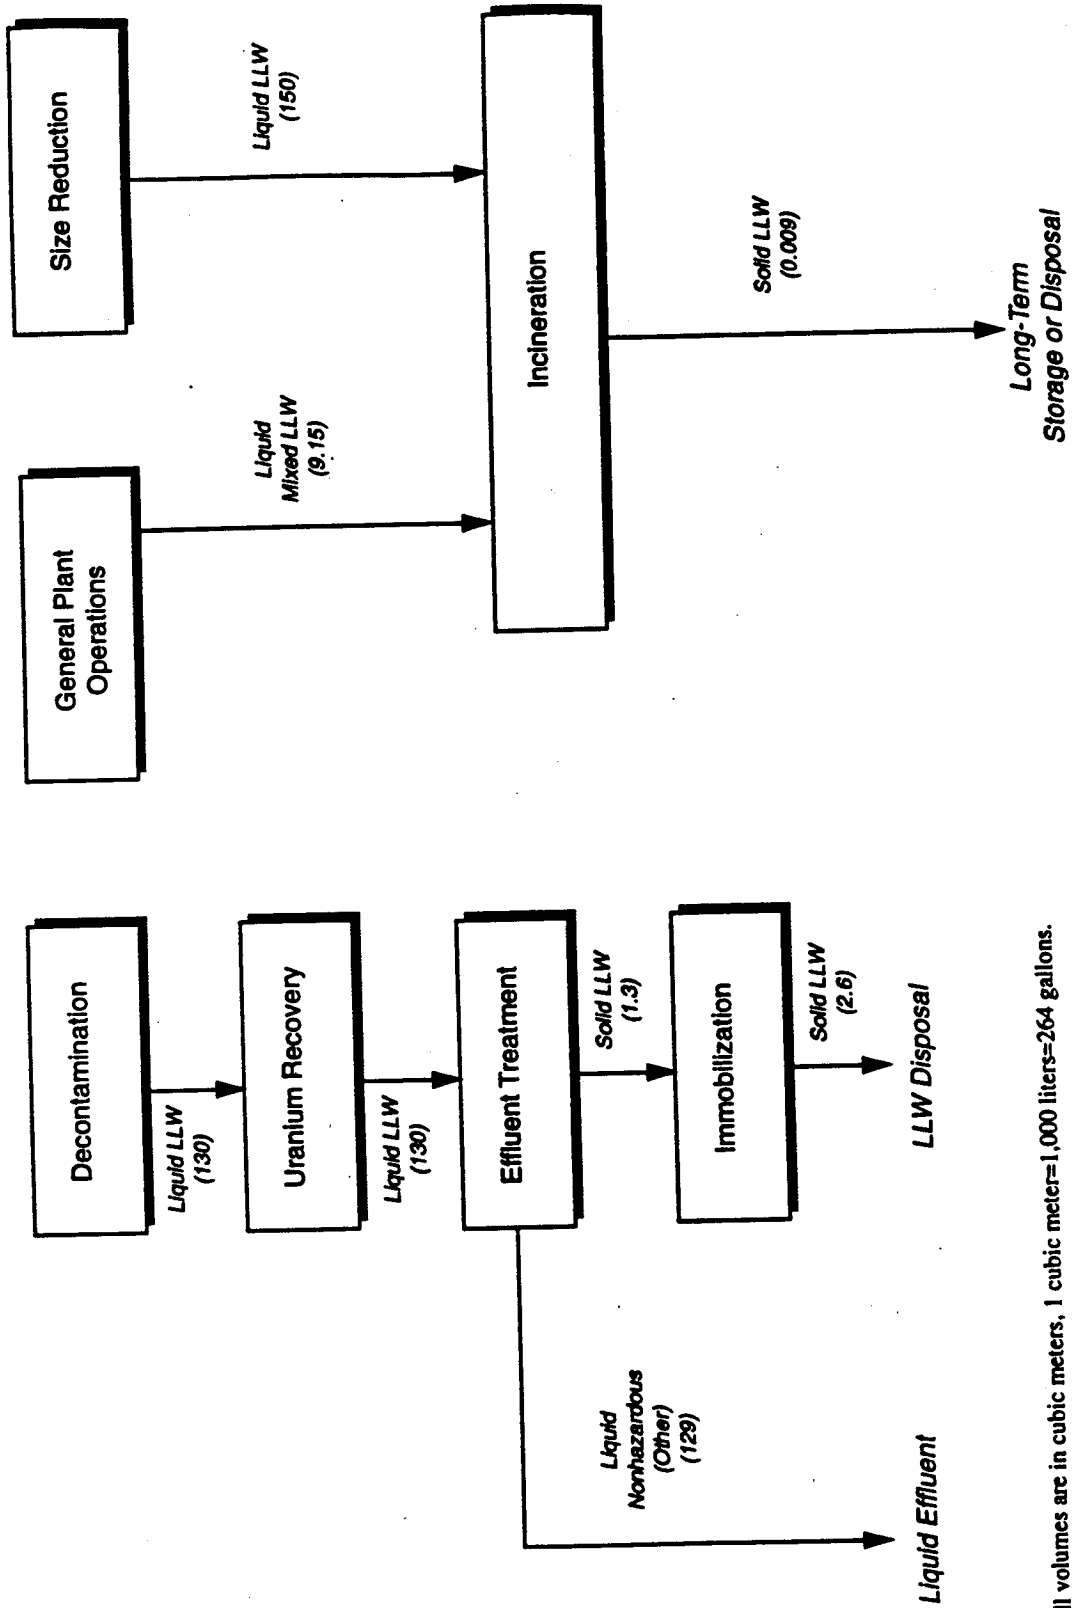 Decontamination
Liquid LLW
(130)
Uranium Recovery
Liquid LLW
(130)
Effluent Treatment
Liquid
Nonhazardous
(Other)
(129)
Liquid Effluent
Solid LLW
(1.3)
Immobilization
Solid LLW
(2.6)
LLW Disposal
General Plant
Operations
Liquid
Mixed LLW
(9.15)
Size Reduction
Liquid LLW
(150)
Incineration
Solid LLW
(0.009)
Long-Term
Storage or Disposal
volumes are in cubic meters, 1 cubic meter=1,000 liters=264 gallons.